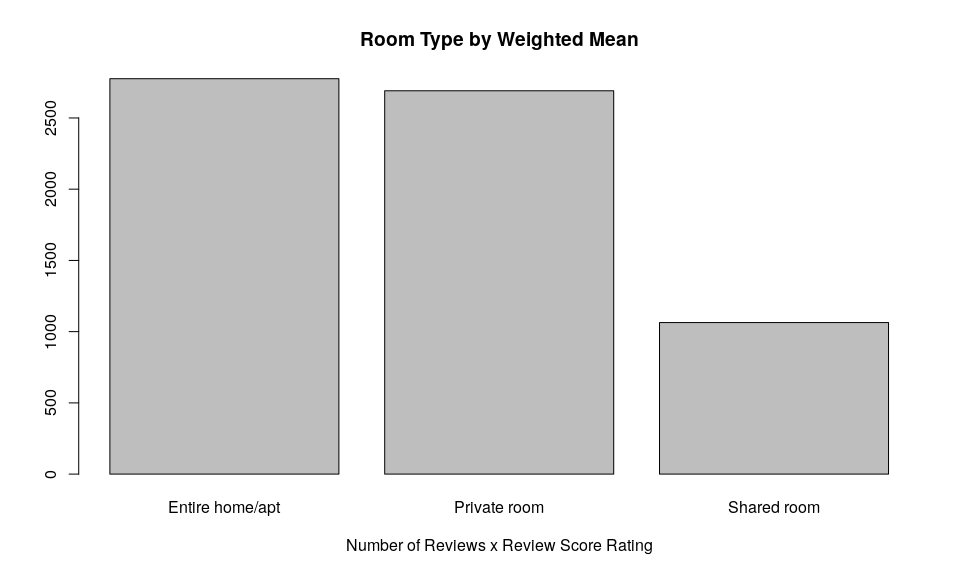 Room Type by Weighted Mean
2500
2000
1500
1000
500
0
Entire home/apt Private room Shared room
Number of Reviews x Review Score Rating